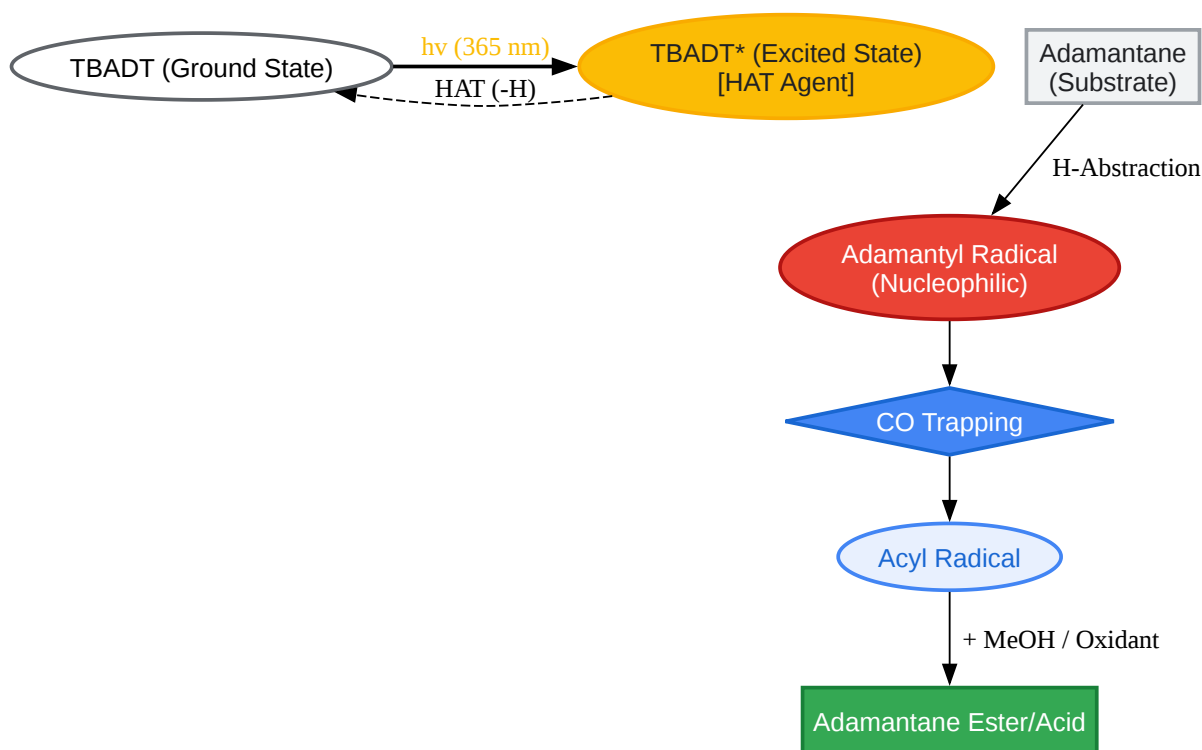 TBADT (Ground State)
hv (365 nm)
HAT (-H)
TBADT* (Excited State)
[HAT Agent]
Adamantane
(Substrate)
H-Abstraction
Adamantyl Radical
(Nucleophilic)
CO Trapping
Acyl Radical
+ MeOH / Oxidant
Adamantane Ester/Acid